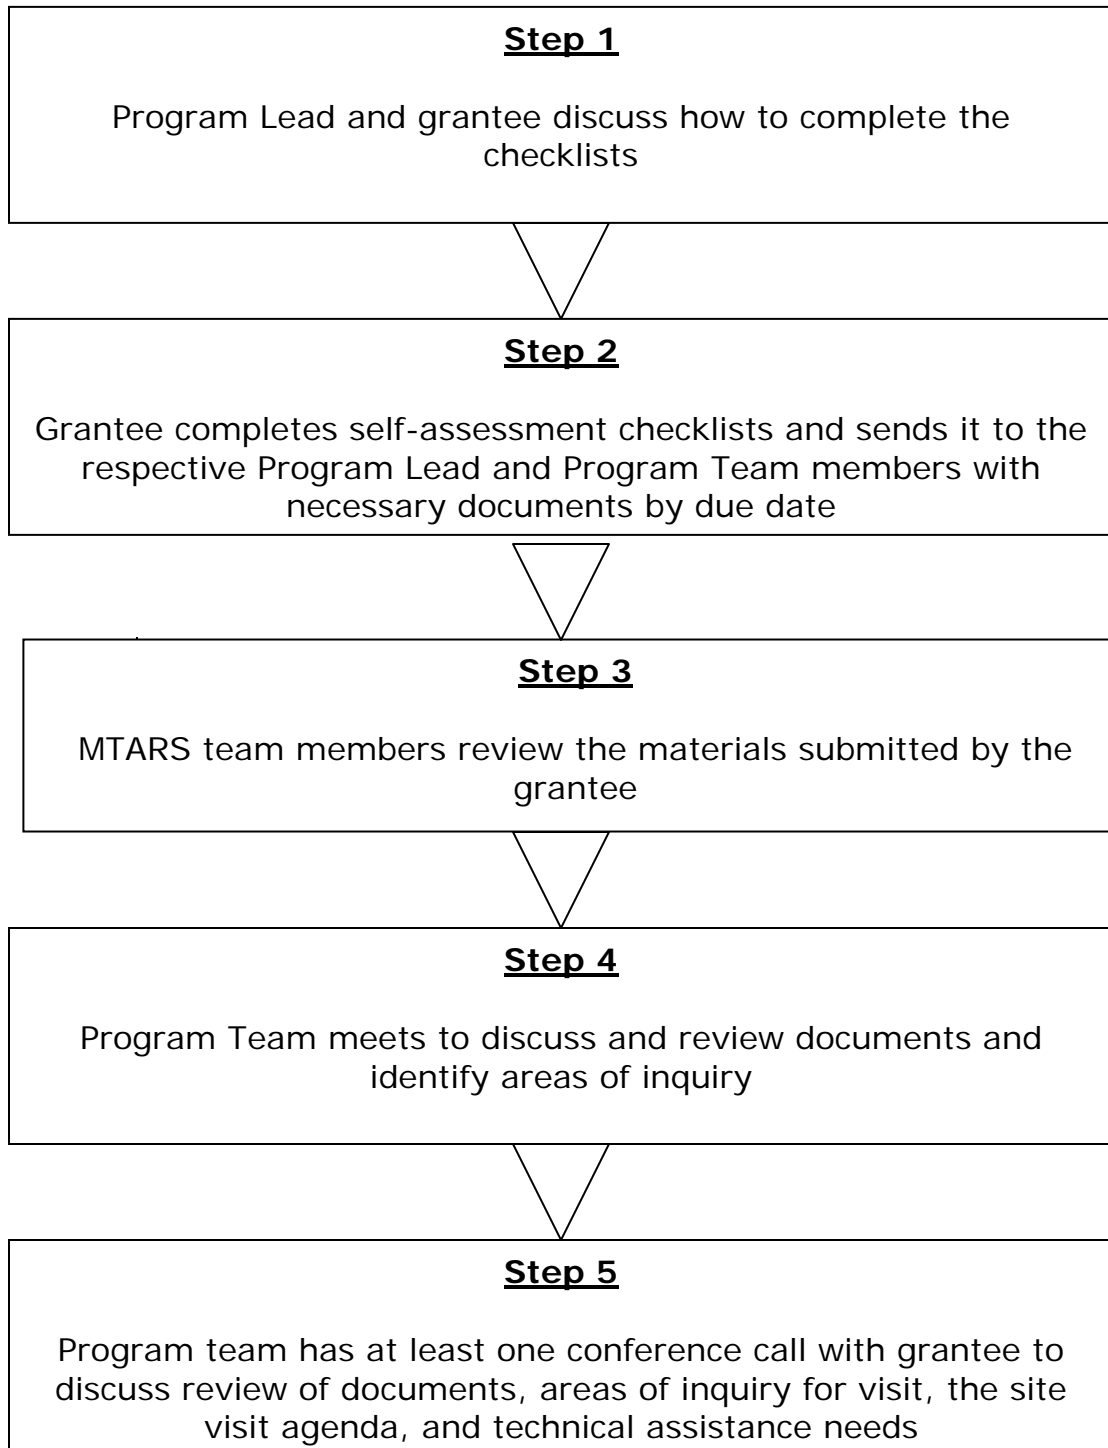 Step 1
Program Lead and grantee discuss how to complete the
checklists
Step 2
Grantee completes self-assessment checklists and sends it to the
respective Program Lead and Program Team members with
necessary documents by due date
Step 3
MTARS team members review the materials submitted by the
grantee
Step 4
Program Team meets to discuss and review documents and
identify areas of inquiry
Step 5
Program team has at least one conference call with grantee to
discuss review of documents, areas of inquiry for visit, the site
visit agenda, and technical assistance needs